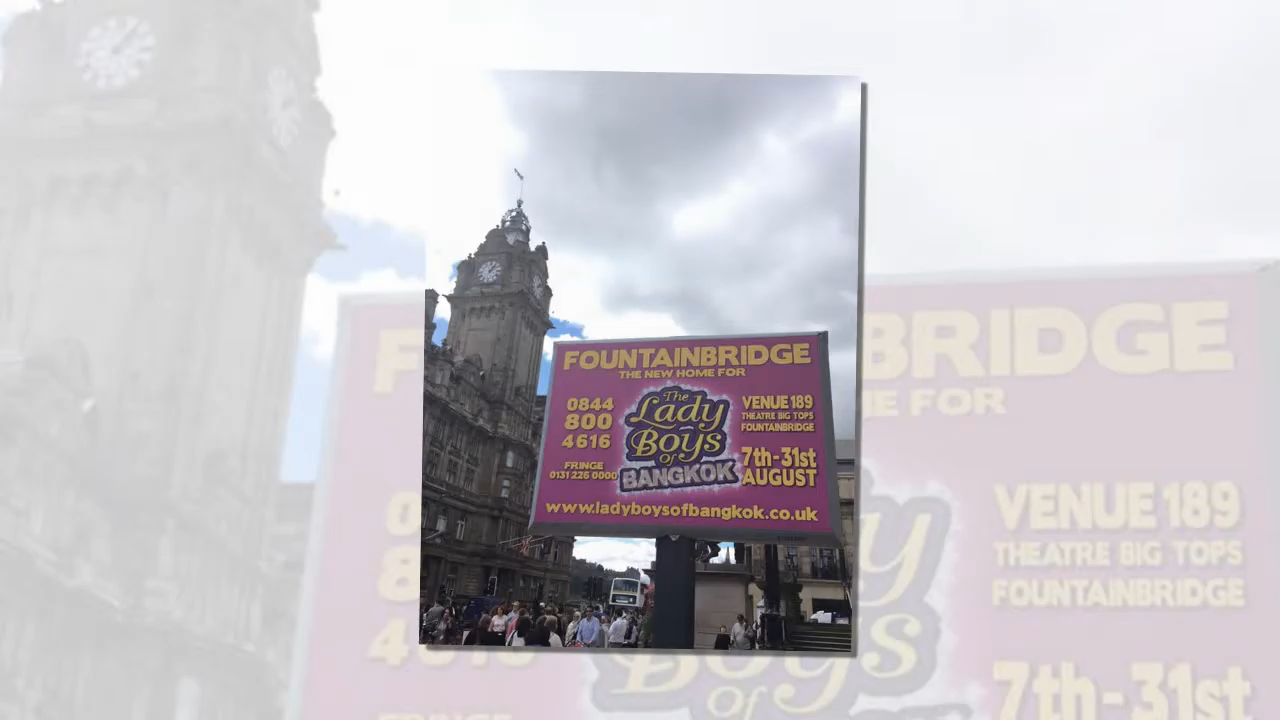 FOUNTAINBRIDGE
THE NEW HOME FOR
0844
800
4616
FRINGE
0131 226 0000
The
Lady
Boys
Of
BANGKOK
VENUE 189
THEATRE BIG TOPS
FOUNTAINBRIDGE
7th-31st
AUGUST
www.ladyboysofbangkok.co.uk